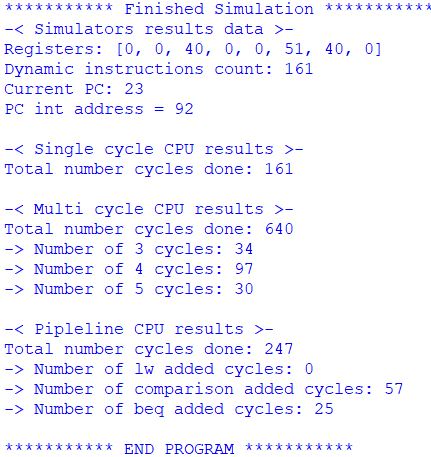 *********** Finished Simulation ***********
-< Simulators results data >-
Registers: [0, 0, 40, 0, 0, 51, 40, 0]
Dynamic instructions count: 161
Current PC: 23
PC int address = 92
-< Single cycle CPU results >-
Total number cycles done: 161
-< Multi cycle CPU results >-
Total number cycles done: 640
-> Number of 3 cycles: 34
-> Number of 4 cycles: 97
-> Number of 5 cycles: 30
-< Pipleline CPU results >-
Total number cycles done: 247
-> Number of lw added cycles: 0
-> Number of comparison added cycles: 57
-> Number of beq added cycles: 25
*********** END PROGRAM ***********